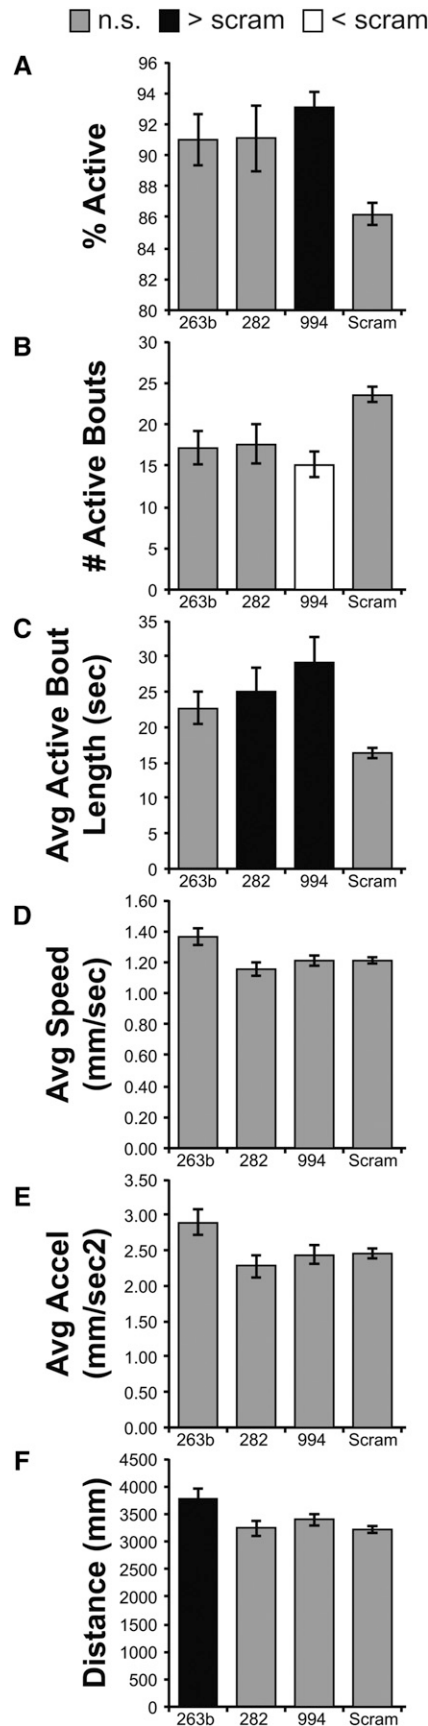 n.s. > scram < scram
A
% Active
96
94
92
90
88
86
84
82
80
263b 282 994 Scram
B
# Active Bouts
30
25
20
15
10
5
0
263b 282 994 Scram
C
Avg Active Bout
Length (sec)
35
30
25
20
15
10
5
0
263b 282 994 Scram
D
Avg Speed
(mm/sec)
1.60
1.40
1.20
1.00
0.80
0.60
0.40
0.20
0.00
263b 282 994 Scram
E
Avg Accel
(mm/sec2)
3.50
3.00
2.50
2.00
1.50
1.00
0.50
0.00
263b 282 994 Scram
F
Distance (mm)
4500
4000
3500
3000
2500
2000
1500
1000
500
0
263b 282 994 Scram